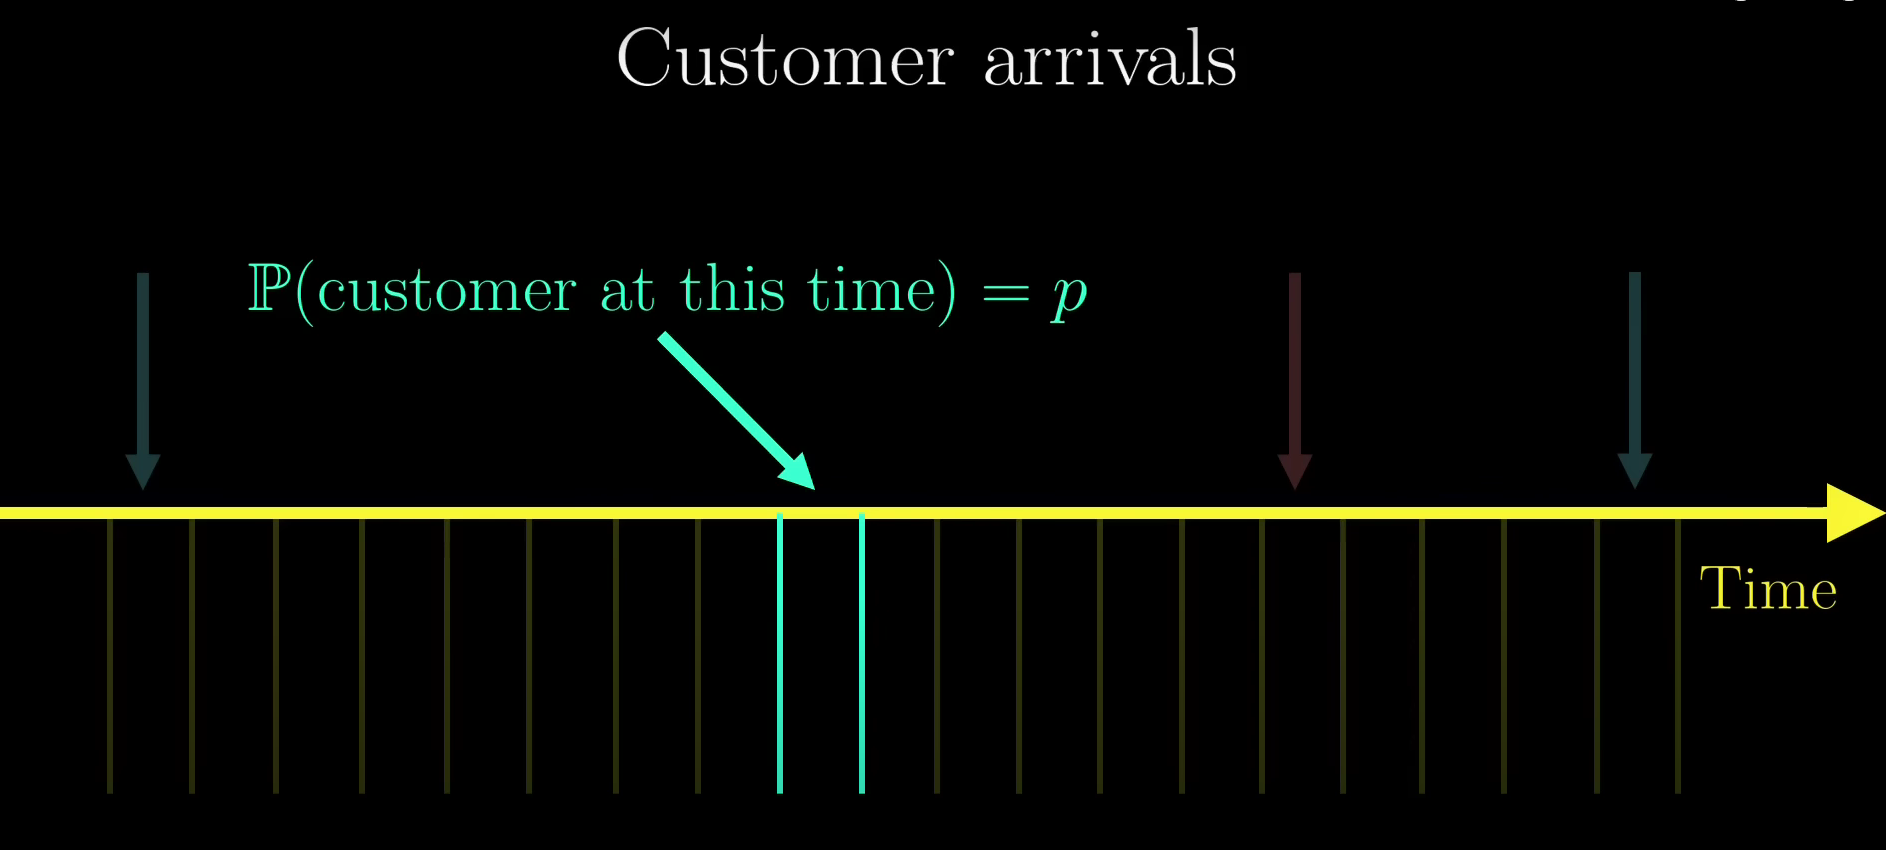 Customer arrivals
ℙ(customer at this time) = p
Time